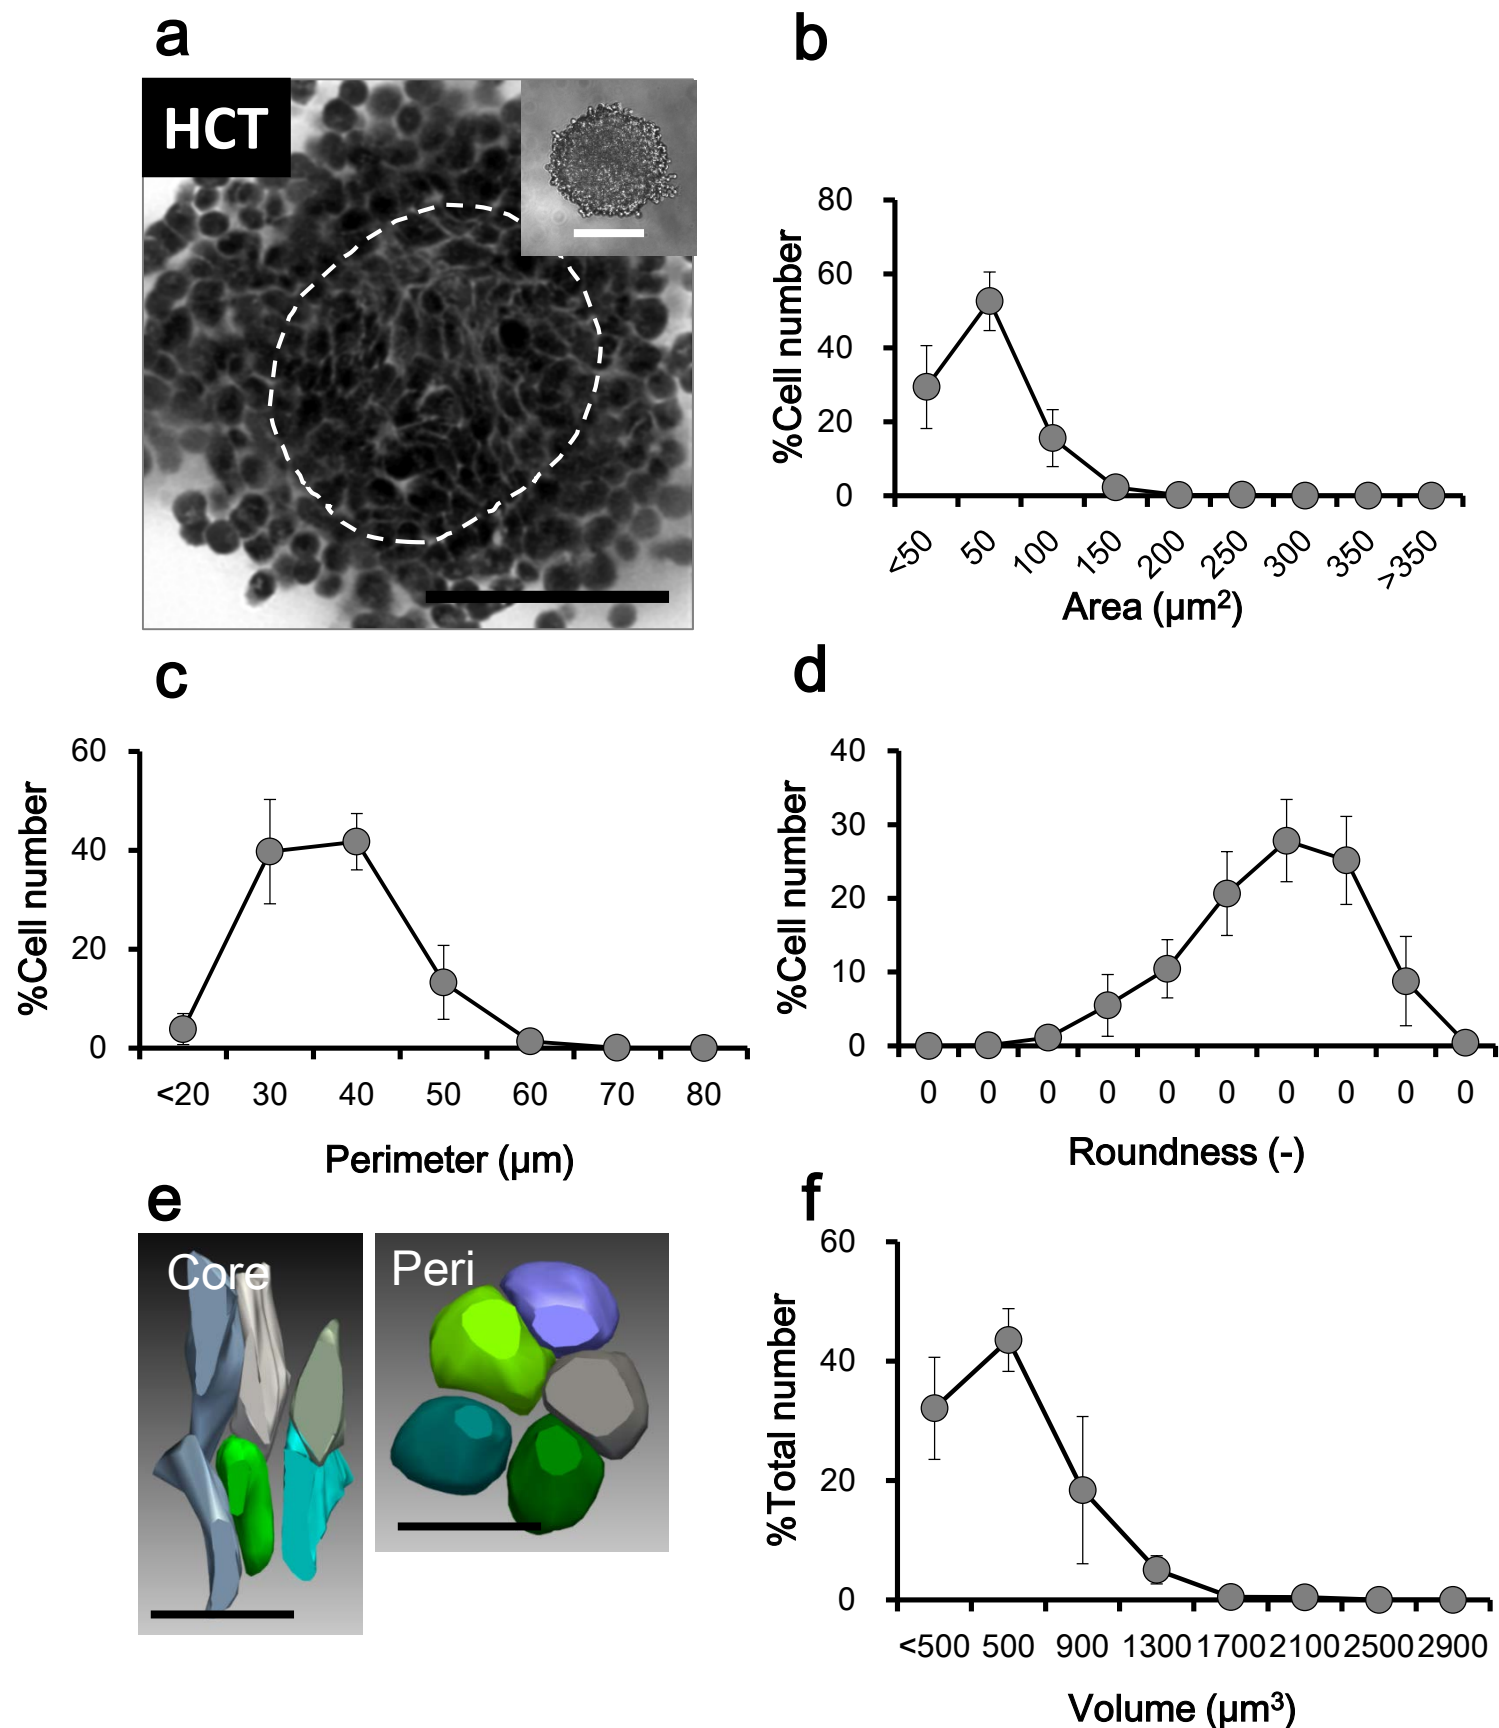 a
HCT
b
80
60
40
20
0
%Cell number
<50 50 100 150 200 250 300 350 >350
Area (µm²)
c
60
40
20
0
%Cell number
<20 30 40 50 60 70 80
Perimeter (µm)
d
40
30
20
10
0
%Cell number
0 0 0 0 0 0 0 0 0 0
Roundness (-)
e
Core
Peri
f
60
40
20
0
%Total number
<500 500 900 1300 1700 2100 2500 2900
Volume (µm³)